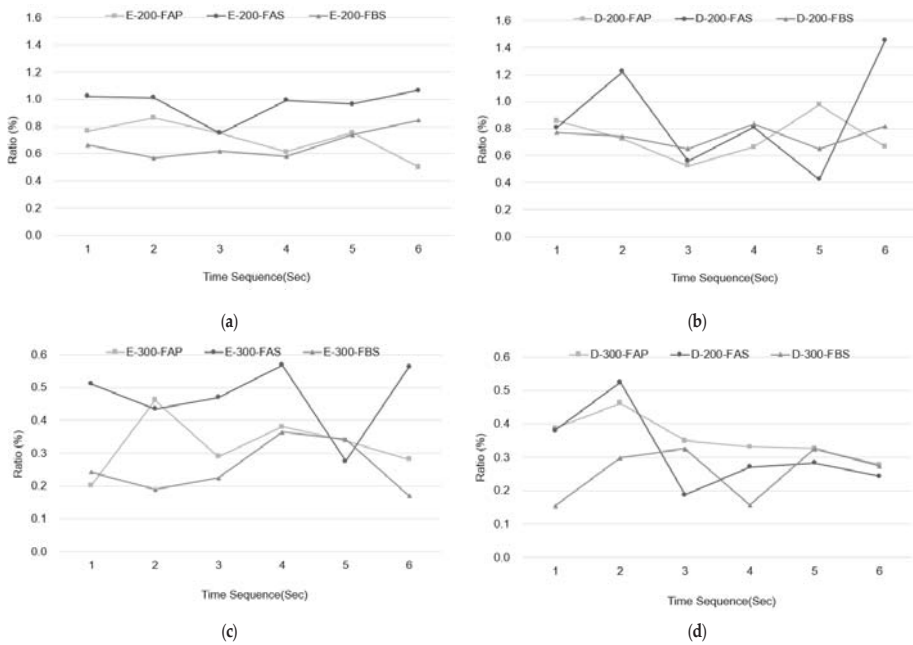 E-200-FAP E-200-FAS E-200-FBS
1.6
1.4
1.2
1.0
0.8
0.6
0.4
0.2
0.0
Ratio (%)
1 2 3 4 5 6
Time Sequence(Sec)
(a)
D-200-FAP D-200-FAS D-200-FBS
1.6
1.4
1.2
1.0
0.8
0.6
0.4
0.2
0.0
Ratio (%)
1 2 3 4 5 6
Time Sequence(Sec)
(b)
E-300-FAP E-300-FAS E-300-FBS
0.6
0.5
0.4
0.3
0.2
0.1
0.0
Ratio (%)
1 2 3 4 5 6
Time Sequence(Sec)
(c)
D-300-FAP D-200-FAS D-300-FBS
0.6
0.5
0.4
0.3
0.2
0.1
0.0
Ratio (%)
1 2 3 4 5 6
Time Sequence(Sec)
(d)